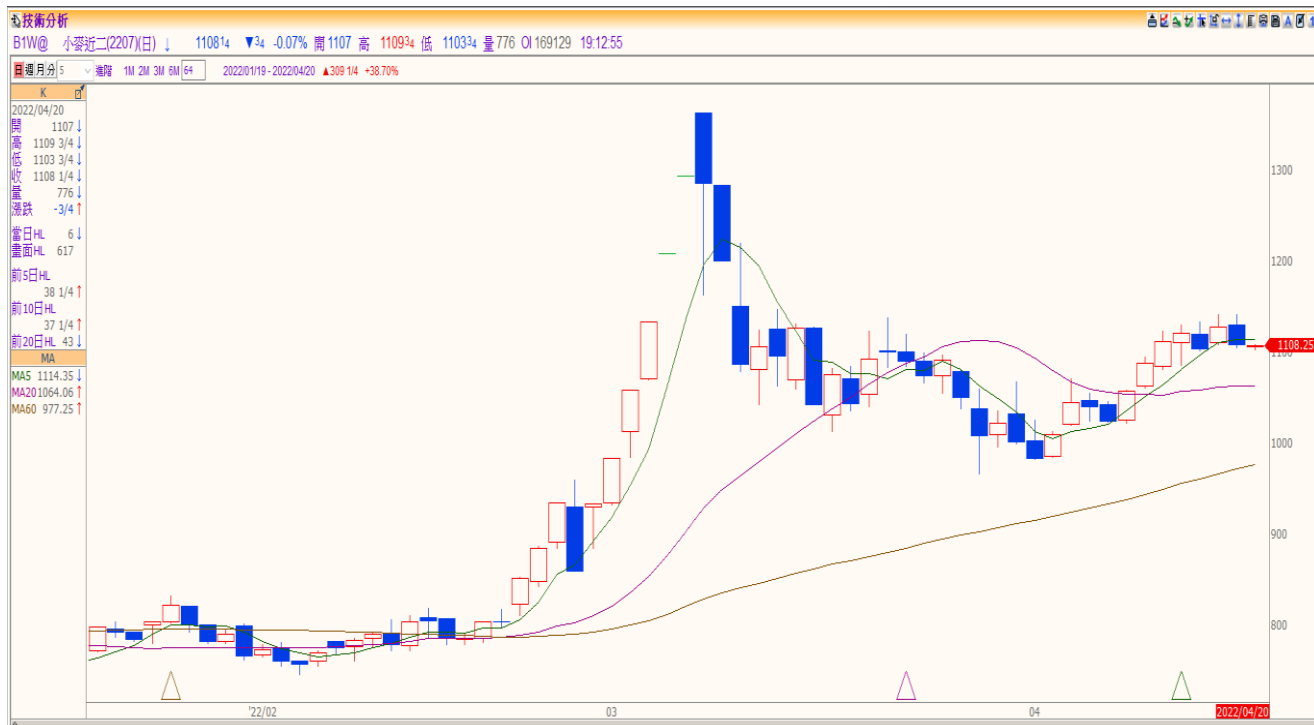 技術分析
B1W@ 小麥近二(2207)(日) ↓ 1108 1/4 ▼3/4 -0.07% 開 1107 高 1109 3/4 低 1103 3/4 量 776 OI 169129 19:12:55
日 週 月 分 5 進階 1M 2M 3M 6M 64 2022/01/19 - 2022/04/20 ▲309 1/4 +38.70%
K
2022/04/20
開 1107↓
高 1109 3/4↓
低 1103 3/4↓
收 1108 1/4↓
量 776↓
漲跌 -3/4↑
當日HL 6↓
畫面HL 617
前5日HL
38 1/4↑
前10日HL
37 1/4↑
前20日HL 43↓
MA
MA5 1114.35↓
MA20 1064.06↑
MA60 977.25↑
1300
1200
1108.25
1100
1000
900
800
'22/02 03 04 2022/04/20